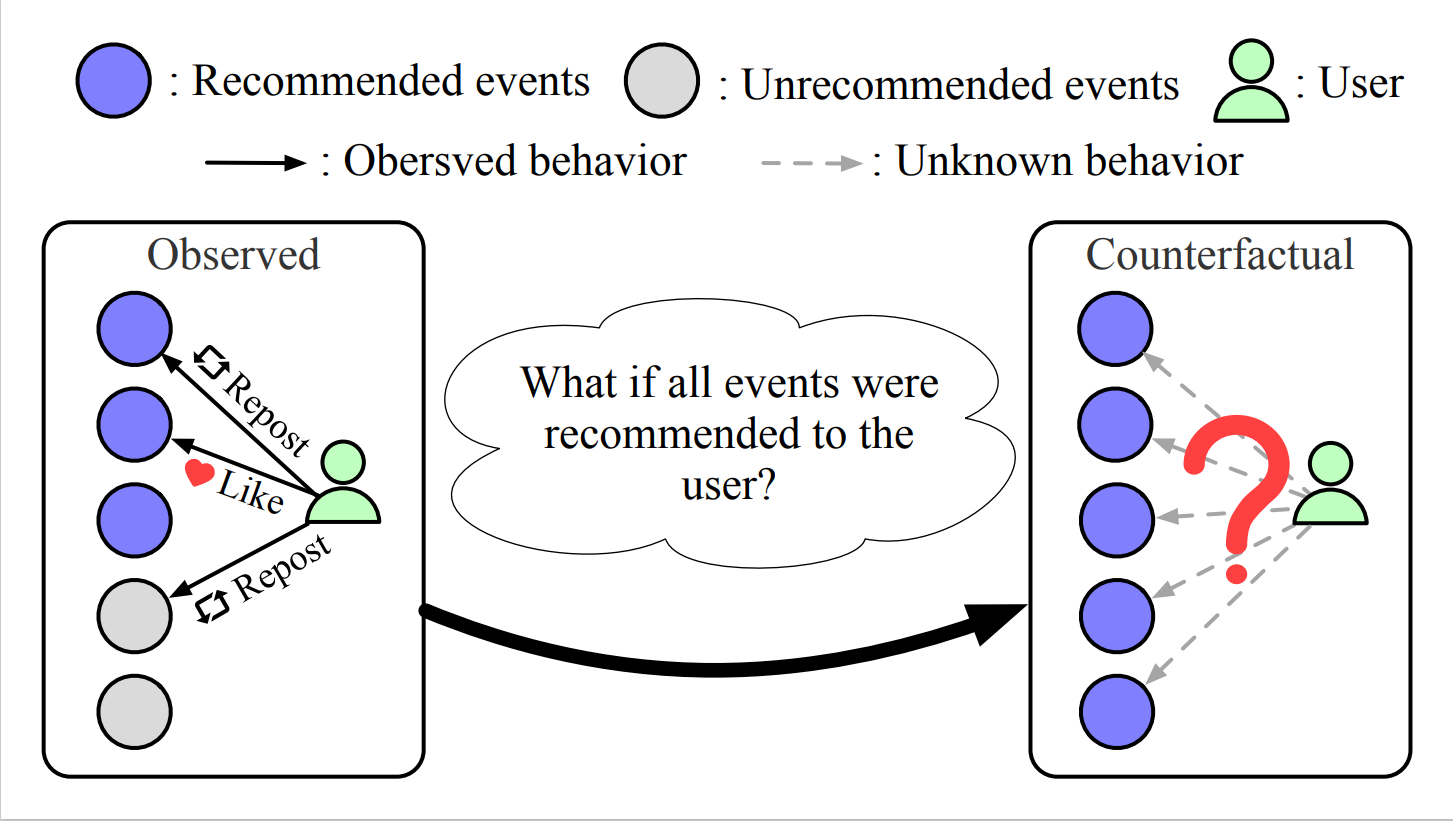 : Recommended events : Unrecommended events : User
: Obersved behavior : Unknown behavior
Observed
Repost
Like
Repost
What if all events were
recommended to the
user?
Counterfactual
?